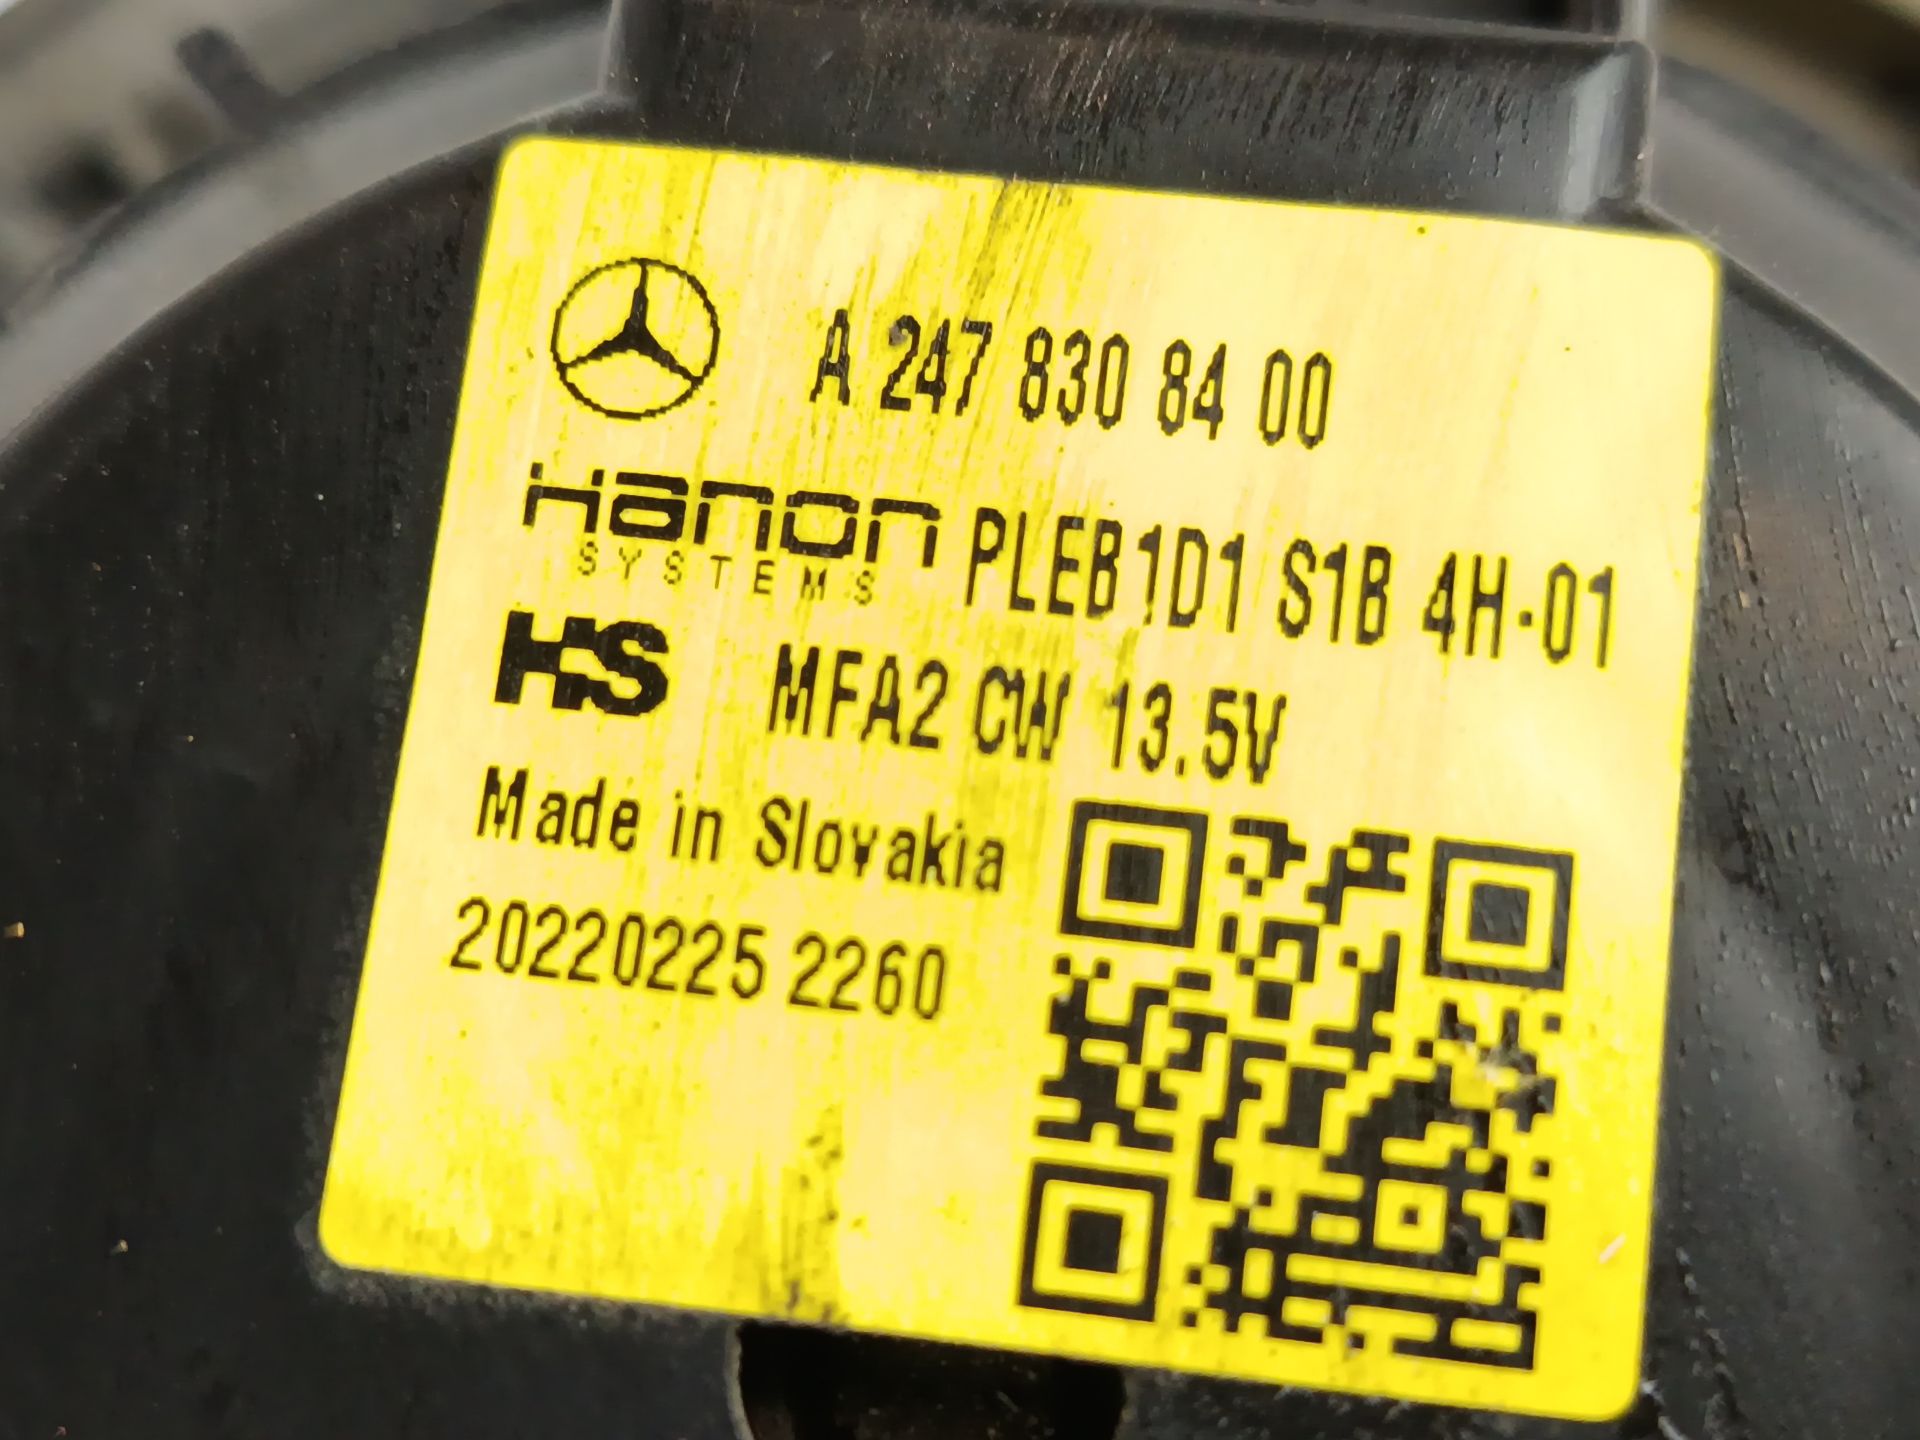 A 247 830 84 00
Hanon PLEB1D1 S1B 4H-01
SYSTEMS
HS MFA2 CW 13.5V
Made in Slovakia
20220225 2260